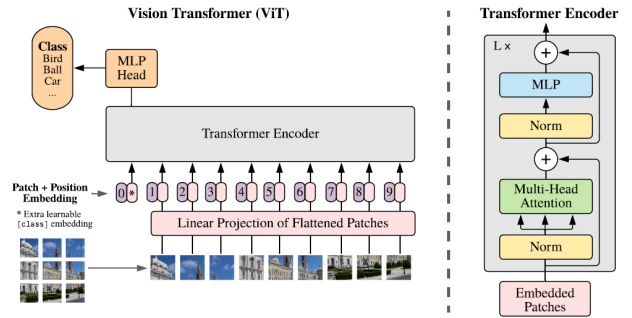 Vision Transformer (ViT)
Class
Bird
Ball
Car
...
MLP
Head
Transformer Encoder
Patch + Position
Embedding
0 * 1 2 3 4 5 6 7 8 9
* Extra learnable
[class] embedding
Linear Projection of Flattened Patches
Transformer Encoder
L x
+
MLP
Norm
+
Multi-Head
Attention
Norm
Embedded
Patches